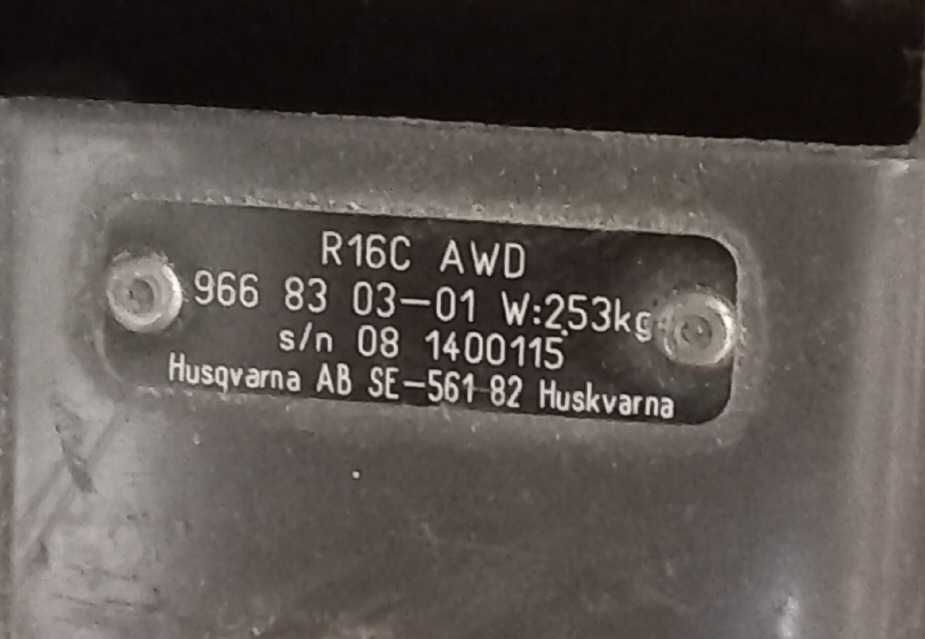 R16C AWD
966 83 03-01 W:253kg
s/n 08 1400115
Husqvarna AB SE-561 82 Huskvarna